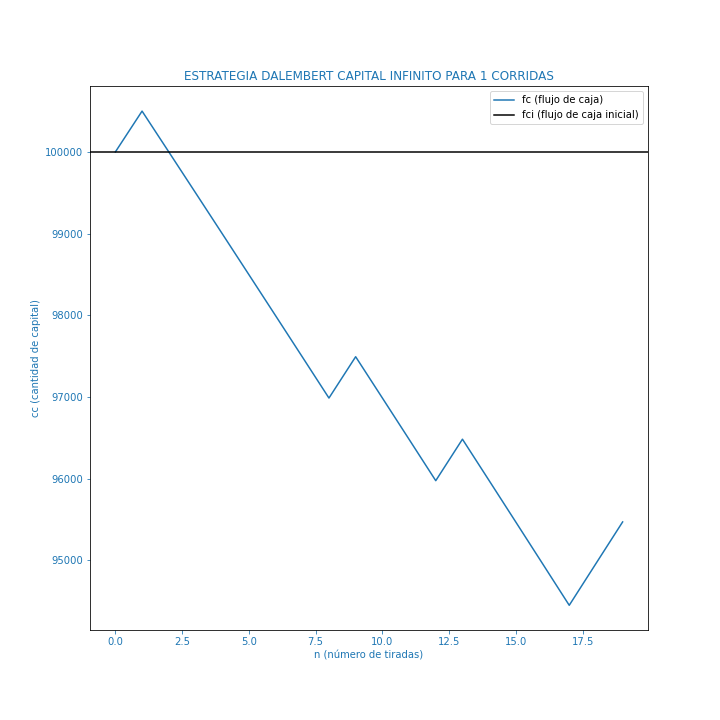 ESTRATEGIA DALEMBERT CAPITAL INFINITO PARA 1 CORRIDAS
fc (flujo de caja)
fci (flujo de caja inicial)
100000
99000
98000
97000
96000
95000
cc (cantidad de capital)
0.0 2.5 5.0 7.5 10.0 12.5 15.0 17.5
n (número de tiradas)